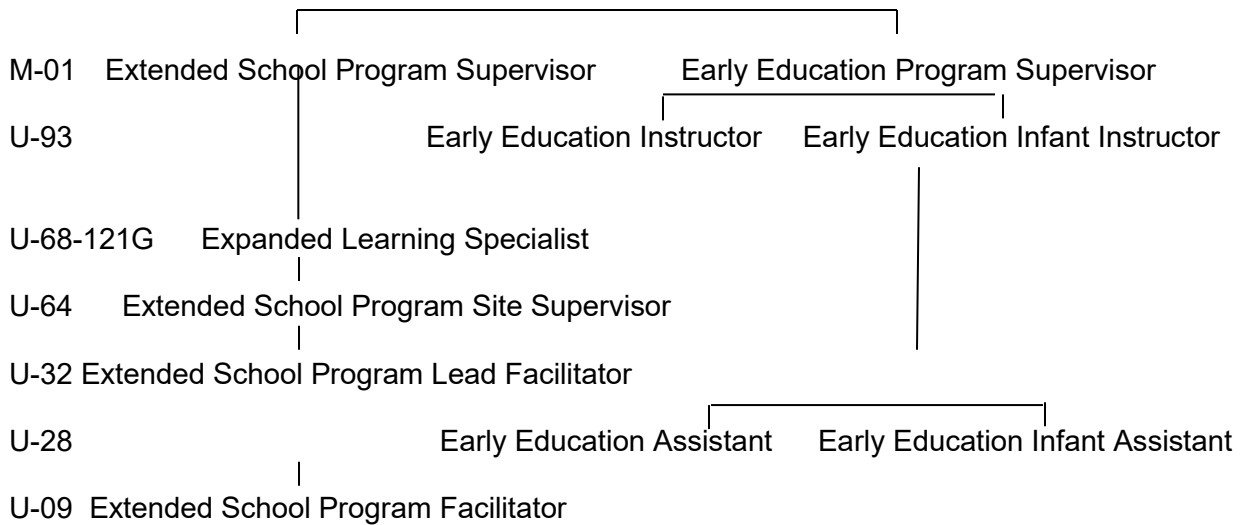 M-01 Extended School Program Supervisor Early Education Program Supervisor
U-93 Early Education Instructor Early Education Infant Instructor
U-68-121G Expanded Learning Specialist
U-64 Extended School Program Site Supervisor
U-32 Extended School Program Lead Facilitator
U-28 Early Education Assistant Early Education Infant Assistant
U-09 Extended School Program Facilitator